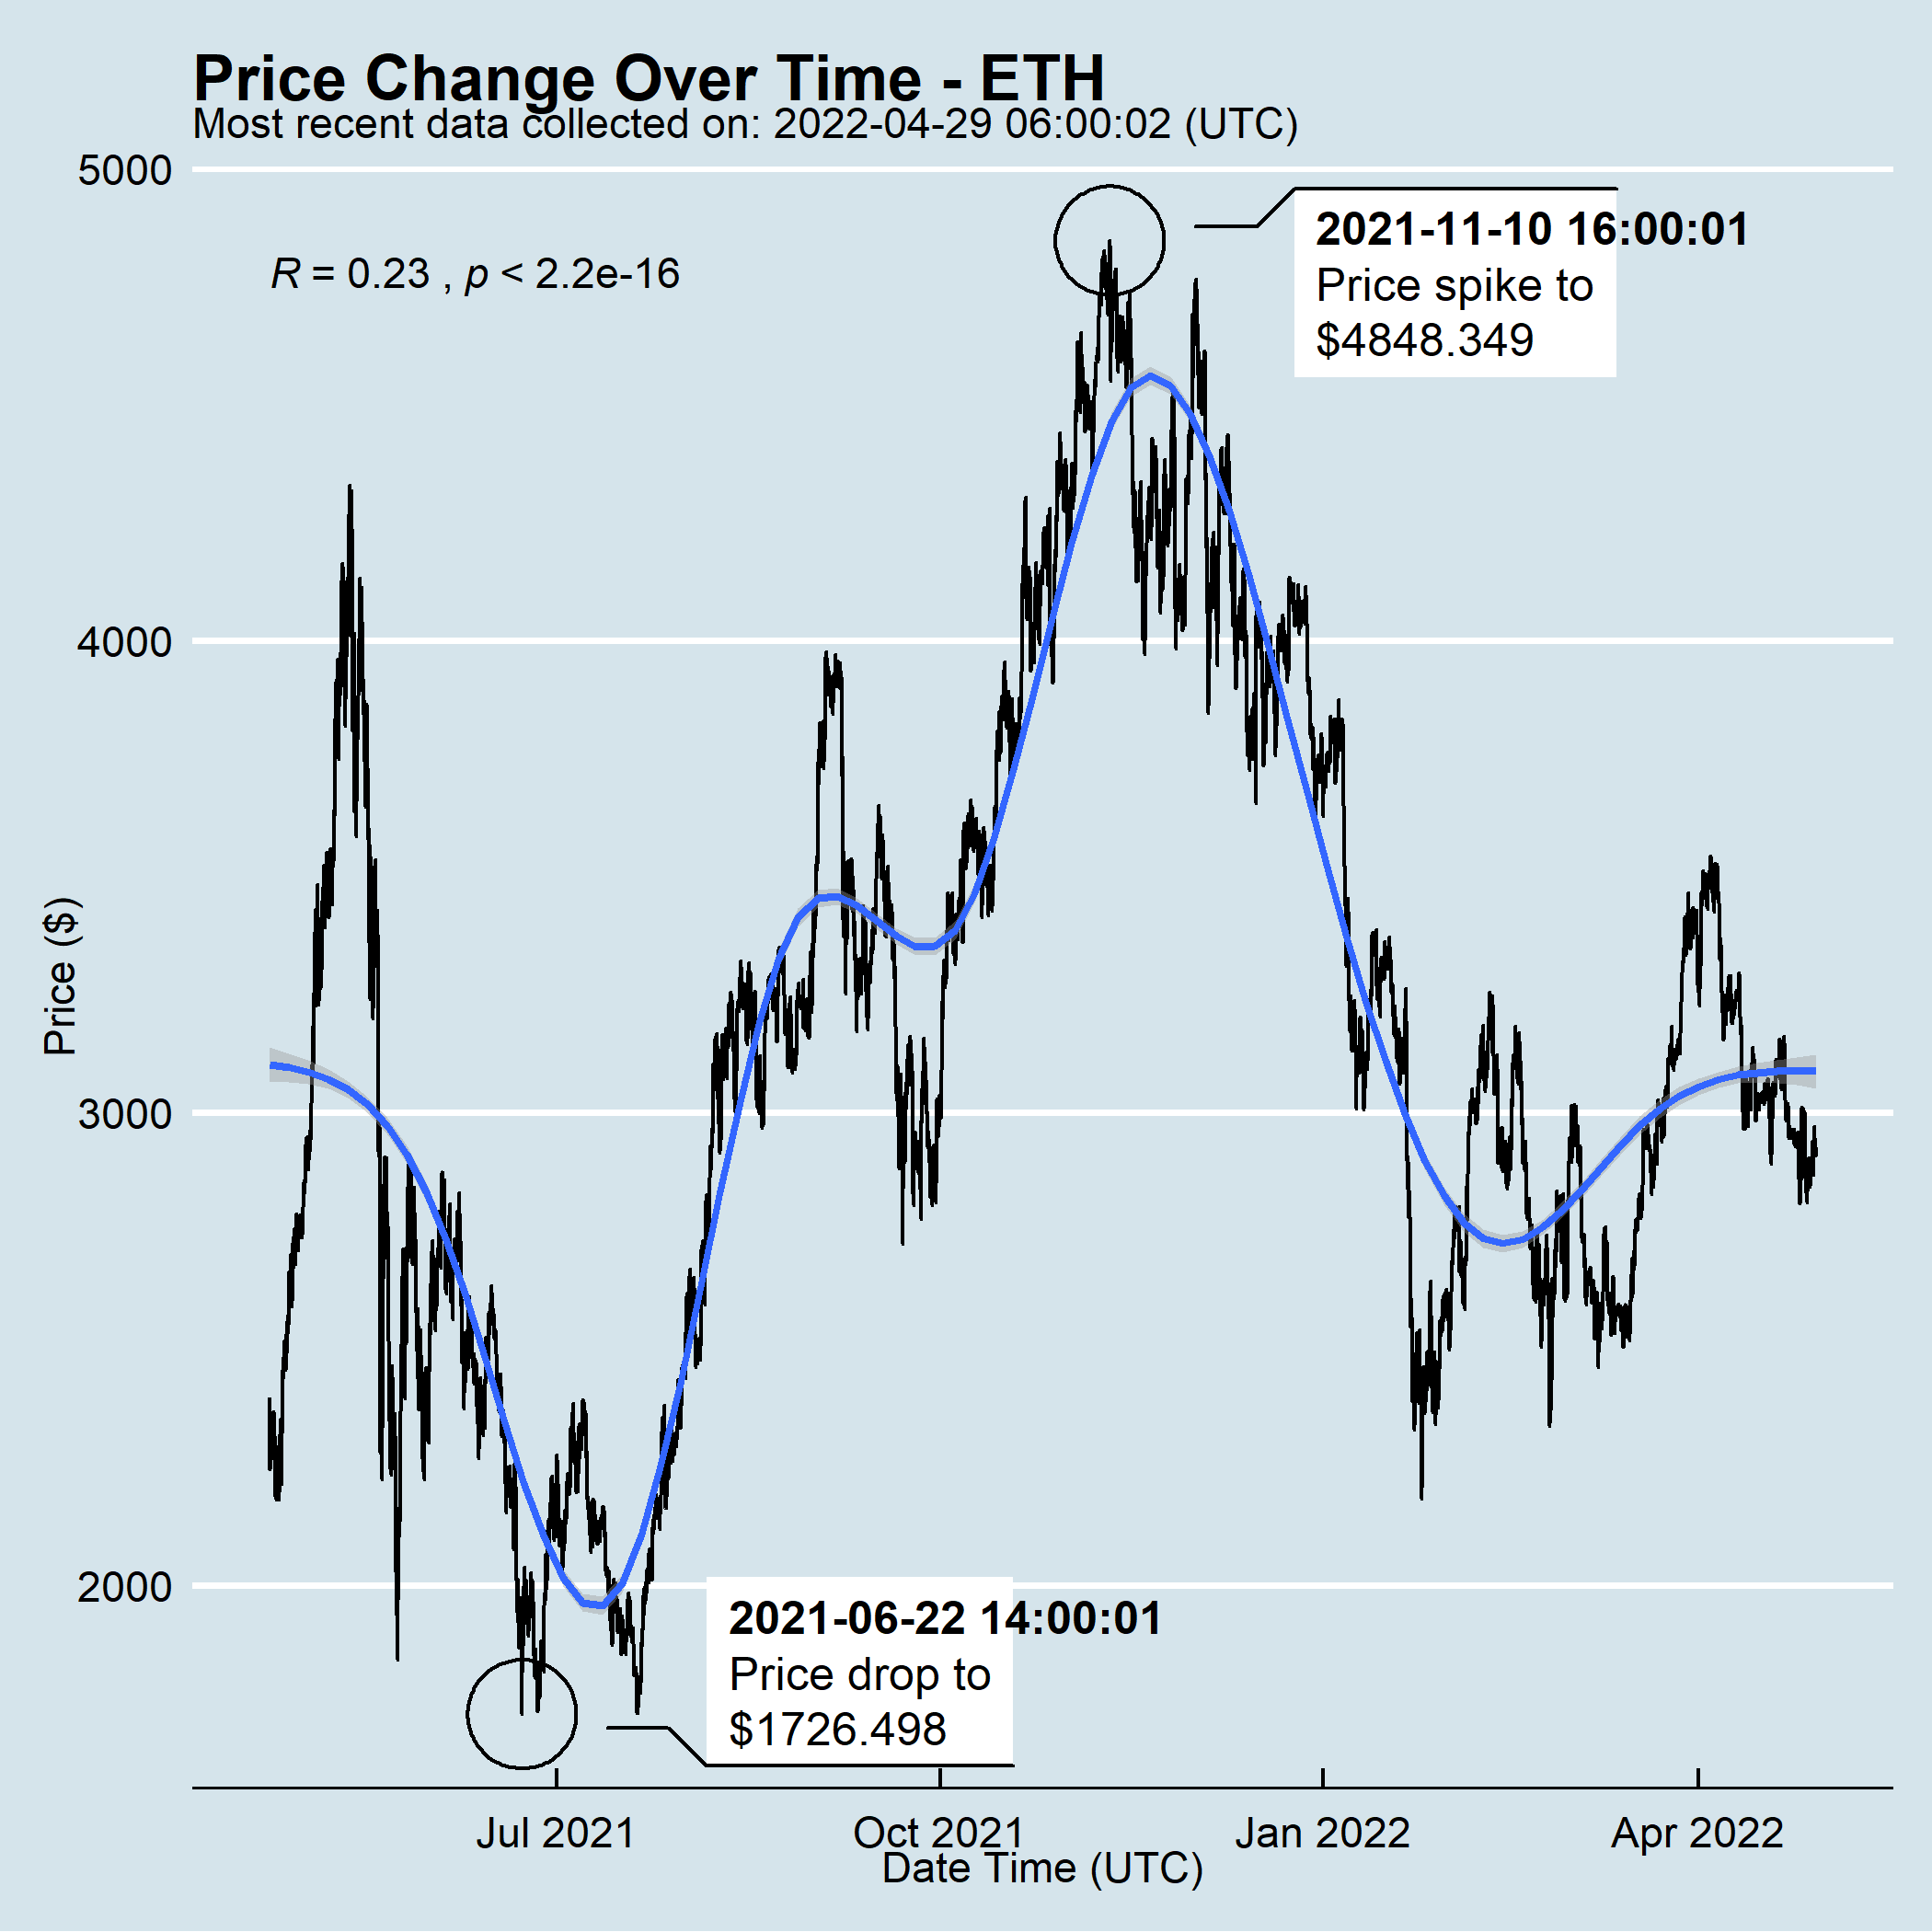 Price Change Over Time - ETH
Most recent data collected on: 2022-04-29 06:00:02 (UTC)
5000
4000
3000
2000
Price ($)
R = 0.23 , p < 2.2e-16
2021-11-10 16:00:01
Price spike to
$4848.349
2021-06-22 14:00:01
Price drop to
$1726.498
Jul 2021
Oct 2021
Jan 2022
Apr 2022
Date Time (UTC)